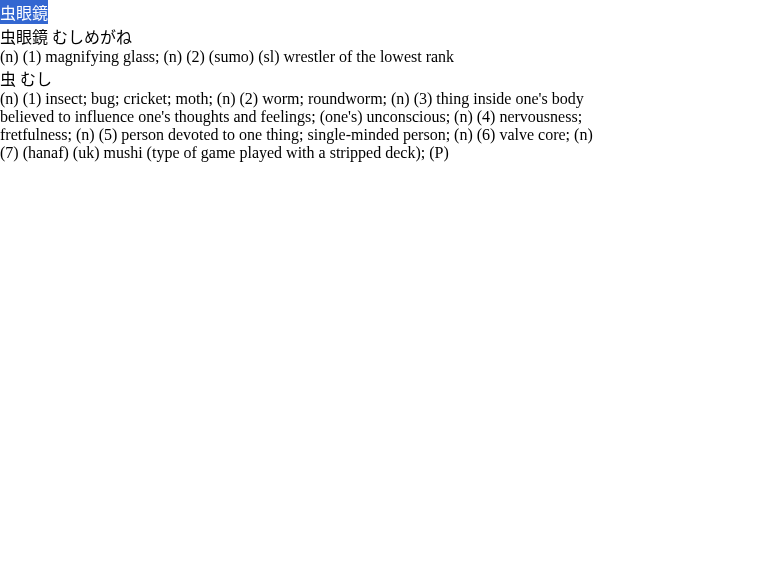 虫眼鏡
虫眼鏡 むしめがね
(n) (1) magnifying glass; (n) (2) (sumo) (sl) wrestler of the lowest rank
虫 むし
(n) (1) insect; bug; cricket; moth; (n) (2) worm; roundworm; (n) (3) thing inside one's body
believed to influence one's thoughts and feelings; (one's) unconscious; (n) (4) nervousness;
fretfulness; (n) (5) person devoted to one thing; single-minded person; (n) (6) valve core; (n)
(7) (hanaf) (uk) mushi (type of game played with a stripped deck); (P)